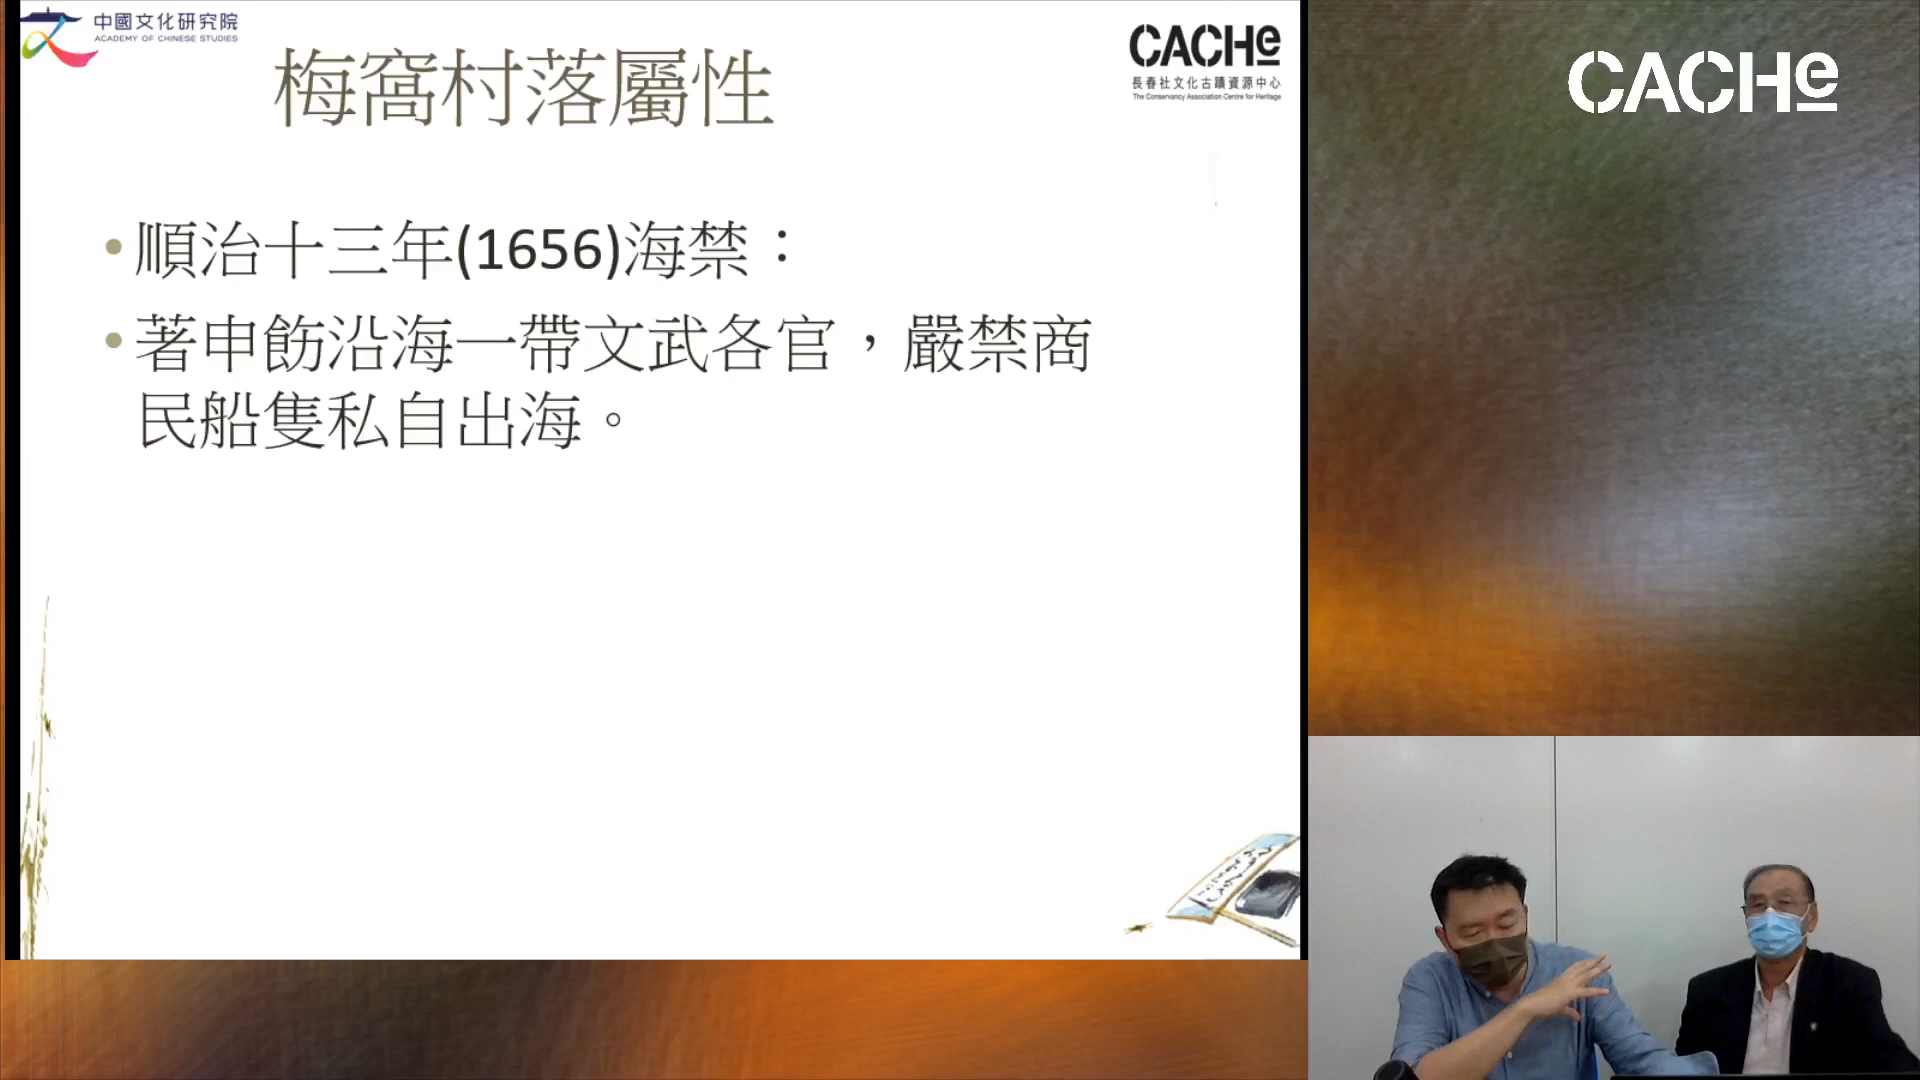 中國文化研究院
ACADEMY OF CHINESE STUDIES
梅窩村落屬性
CACHe
長春社文化古蹟資源中心
The Conservancy Association Centre for Heritage
CACHe
•順治十三年(1656)海禁：
•著申飭沿海一帶文武各官，嚴禁商
民船隻私自出海。